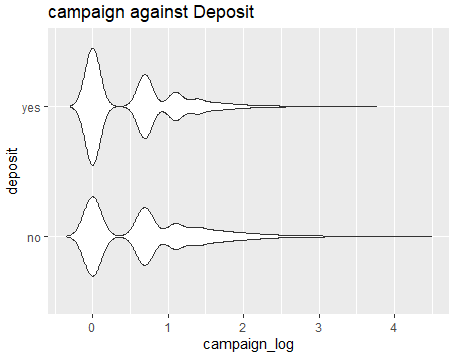 campaign against Deposit
yes
deposit
no
0 1 2 3 4
campaign_log